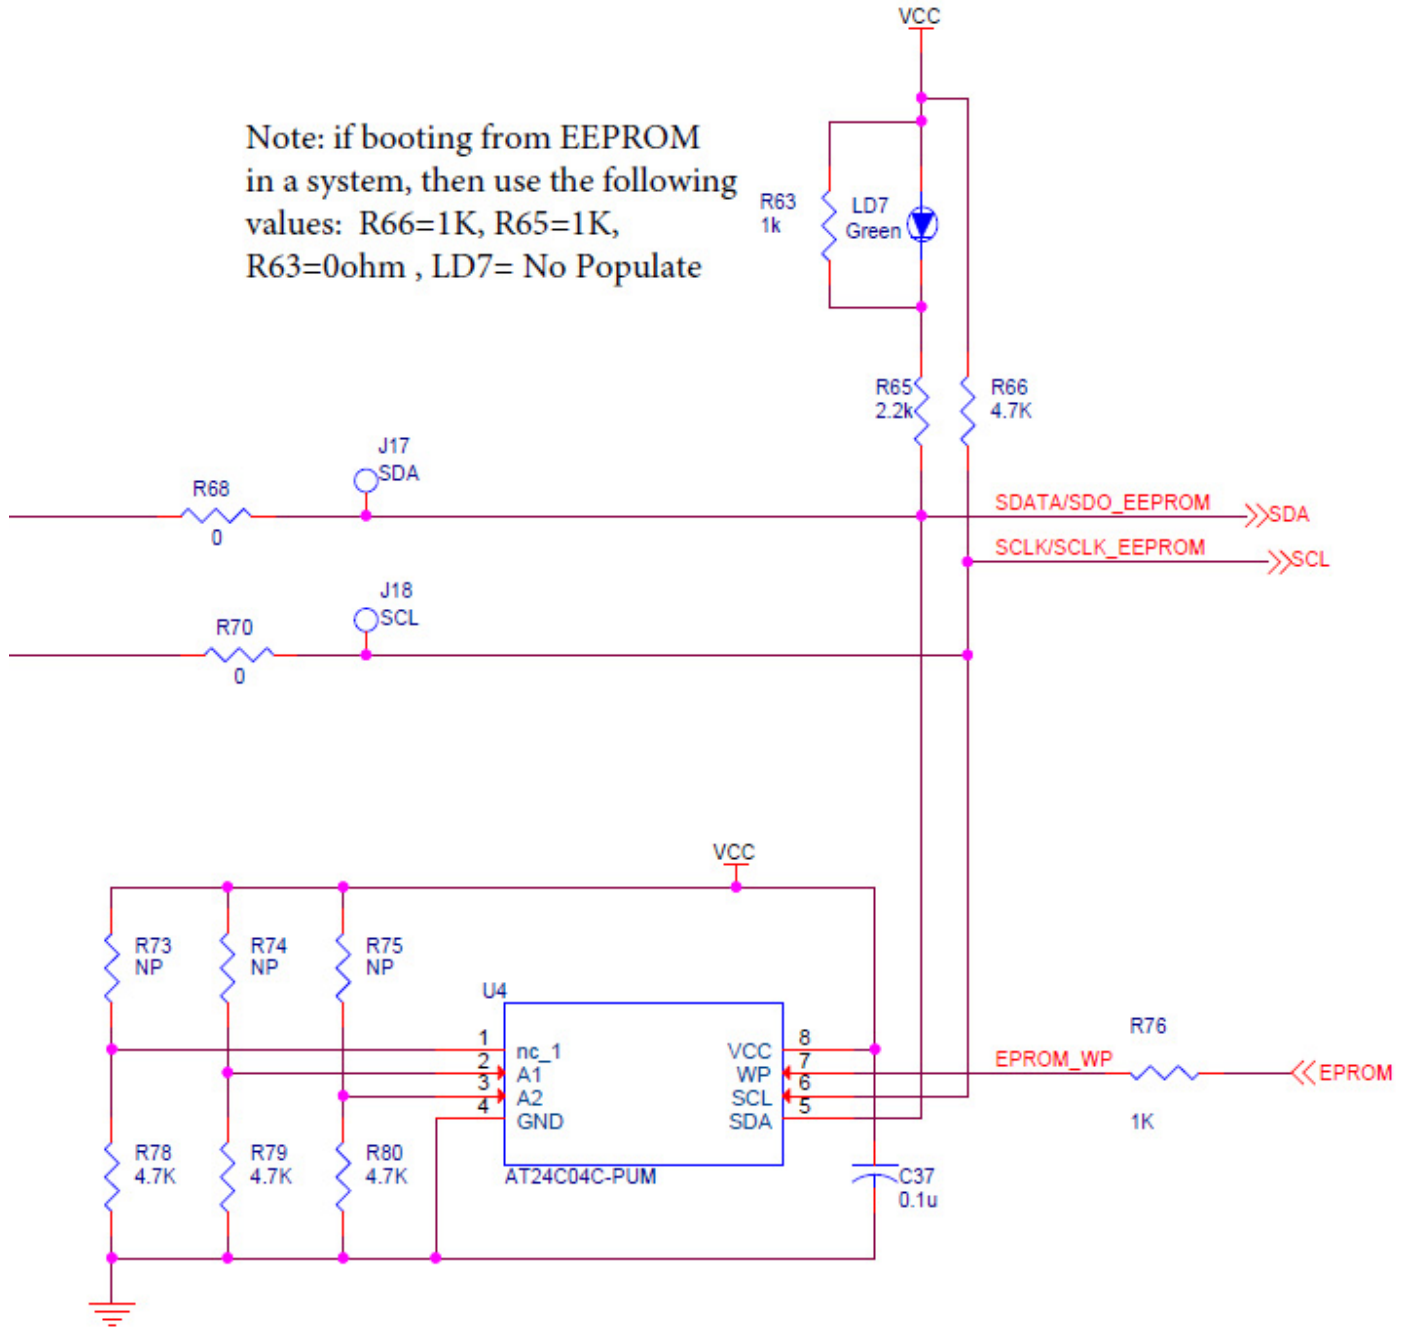 VCC
Note: if booting from EEPROM
in a system, then use the following
values:  R66=1K, R65=1K,
R63=0ohm , LD7= No Populate
R63
1k
LD7
Green
R65
2.2k
R66
4.7K
J17
SDA
R68
0
SDATA/SDO_EEPROM
SDA
SCLK/SCLK_EEPROM
SCL
J18
SCL
R70
0
VCC
R73
NP
R74
NP
R75
NP
U4
1
nc_1
2
A1
3
A2
4
GND
VCC
8
WP
7
SCL
6
SDA
5
AT24C04C-PUM
EPROM_WP
R76
1K
EPROM
R78
4.7K
R79
4.7K
R80
4.7K
C37
0.1u